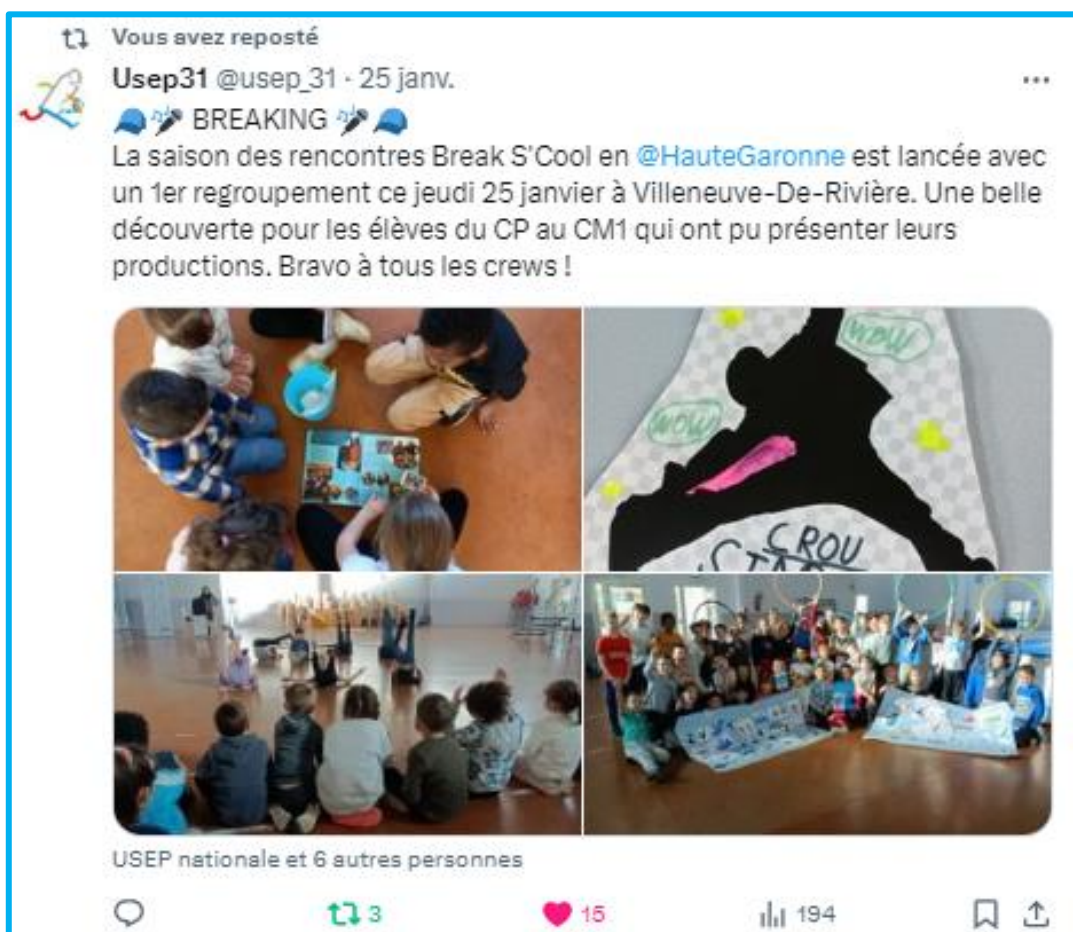 Vous avez reposté
Usep31 @usep_31 · 25 janv.
🧢🎤 BREAKING 🎤🧢
La saison des rencontres Break S'Cool en @HauteGaronne est lancée avec
un 1er regroupement ce jeudi 25 janvier à Villeneuve-De-Rivière. Une belle
découverte pour les élèves du CP au CM1 qui ont pu présenter leurs
productions. Bravo à tous les crews !
WOW
WOW
CROU
USEP nationale et 6 autres personnes
3 15 194